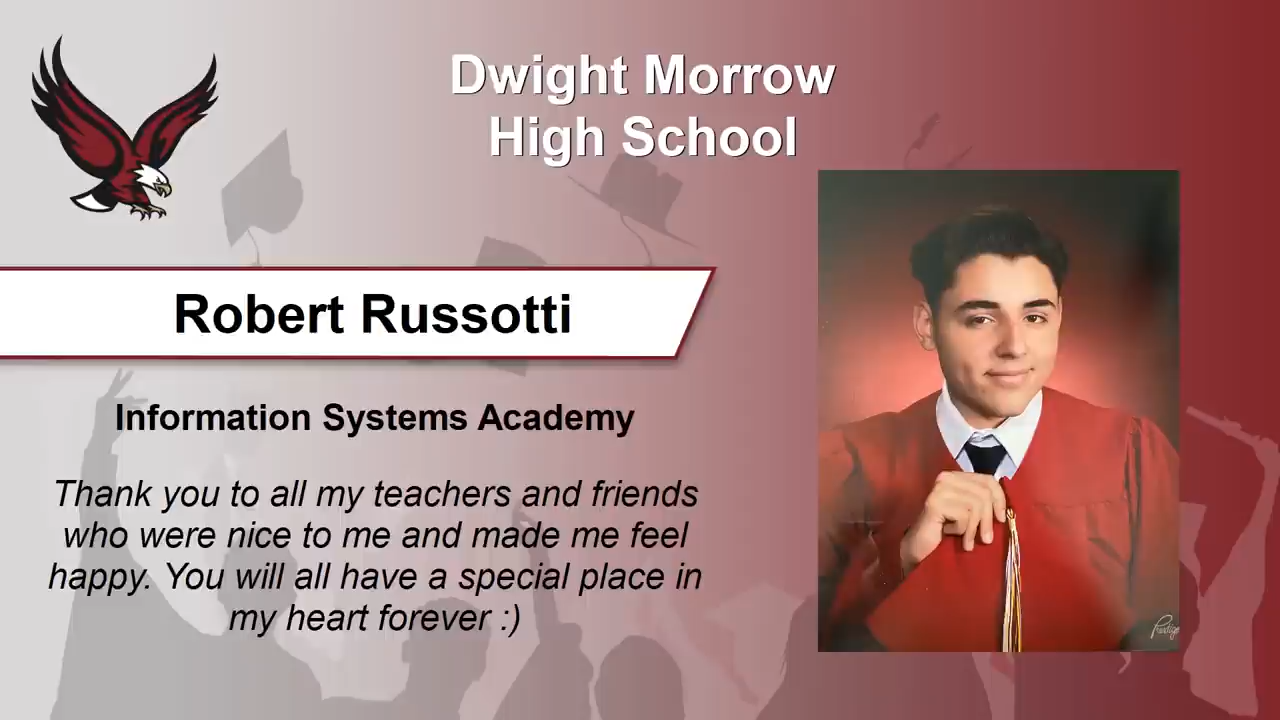 Dwight Morrow
High School
Robert Russotti
Information Systems Academy
Thank you to all my teachers and friends
who were nice to me and made me feel
happy. You will all have a special place in
my heart forever :)
Prestige